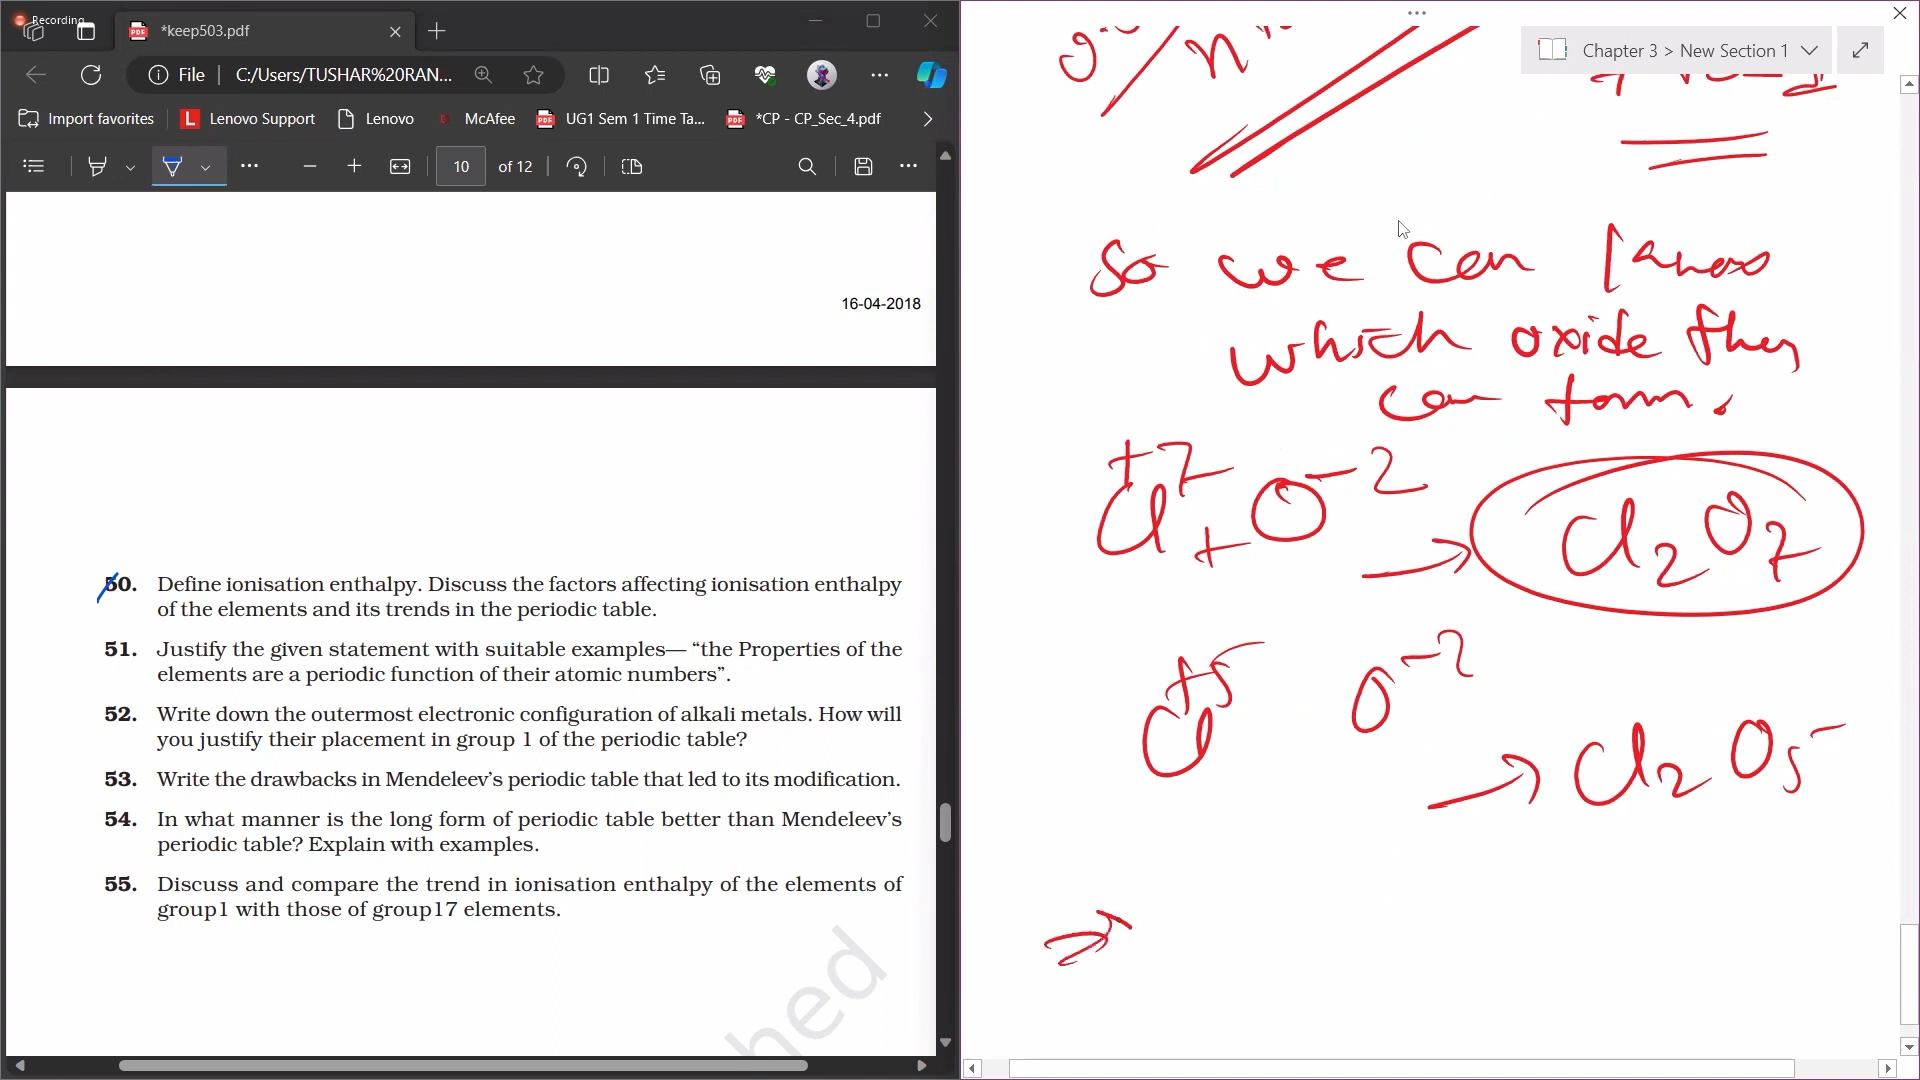 Recording
*keep503.pdf
File
C:/Users/TUSHAR%20RAN...
Import favorites
Lenovo Support
Lenovo
McAfee
UG1 Sem 1 Time Ta...
*CP - CP_Sec_4.pdf
10 of 12
16-04-2018
50. Define ionisation enthalpy. Discuss the factors affecting ionisation enthalpy
of the elements and its trends in the periodic table.
51. Justify the given statement with suitable examples— “the Properties of the
elements are a periodic function of their atomic numbers”.
52. Write down the outermost electronic configuration of alkali metals. How will
you justify their placement in group 1 of the periodic table?
53. Write the drawbacks in Mendeleev’s periodic table that led to its modification.
54. In what manner is the long form of periodic table better than Mendeleev’s
periodic table? Explain with examples.
55. Discuss and compare the trend in ionisation enthalpy of the elements of
group1 with those of group17 elements.
hed
Chapter 3 > New Section 1
So we can know
which oxide they
can form.
Cl+7 + O-2 → Cl2O7
Cl+5 O-2 → Cl2O5